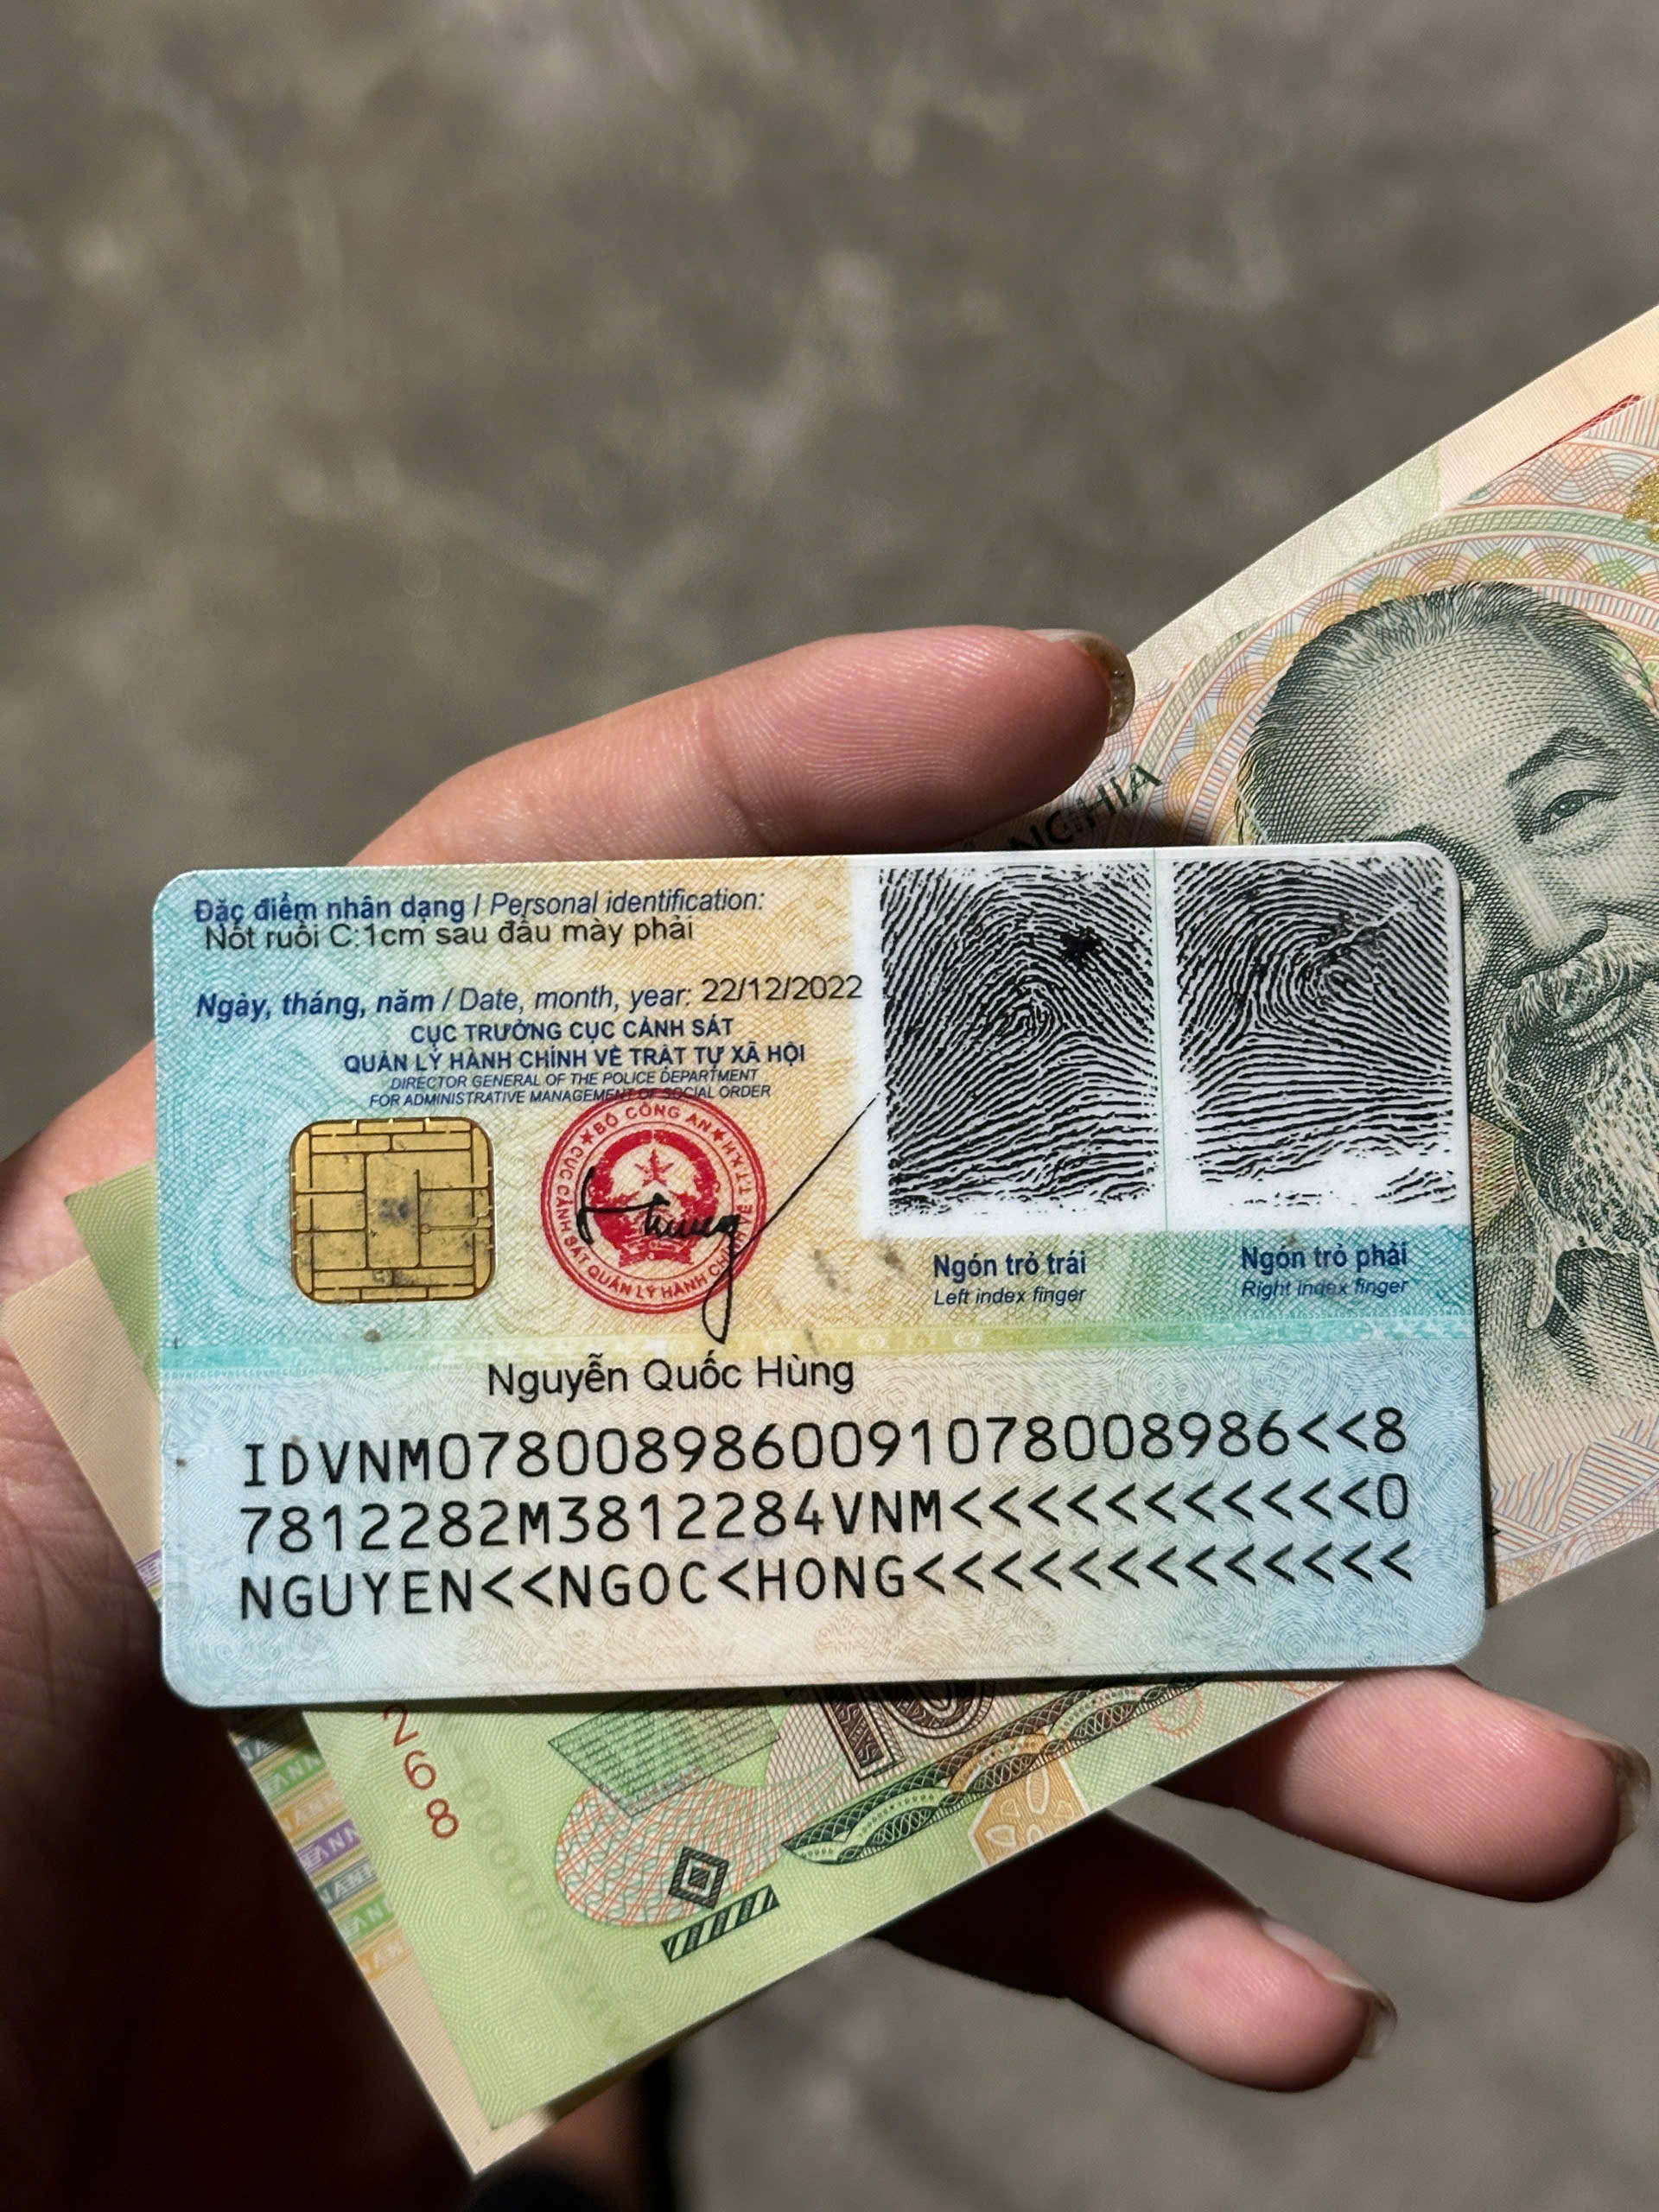 NGHĨA
Đặc điểm nhân dạng / Personal identification:
Nốt ruồi C:1cm sau đầu mày phải
Ngày, tháng, năm / Date, month, year: 22/12/2022
CỤC TRƯỞNG CỤC CẢNH SÁT
QUẢN LÝ HÀNH CHÍNH VỀ TRẬT TỰ XÃ HỘI
DIRECTOR GENERAL OF THE POLICE DEPARTMENT
FOR ADMINISTRATIVE MANAGEMENT OF SOCIAL ORDER
BỘ CÔNG AN
CỤC CẢNH SÁT QUẢN LÝ HÀNH CHÍNH VỀ T.T.X.H
Ngón trỏ trái
Left index finger
Ngón trỏ phải
Right index finger
Nguyễn Quốc Hùng
IDVNM0780089860091078008986<<8
7812282M3812284VNM<<<<<<<<<<<0
NGUYEN<<NGOC<HONG<<<<<<<<<<<<<
268